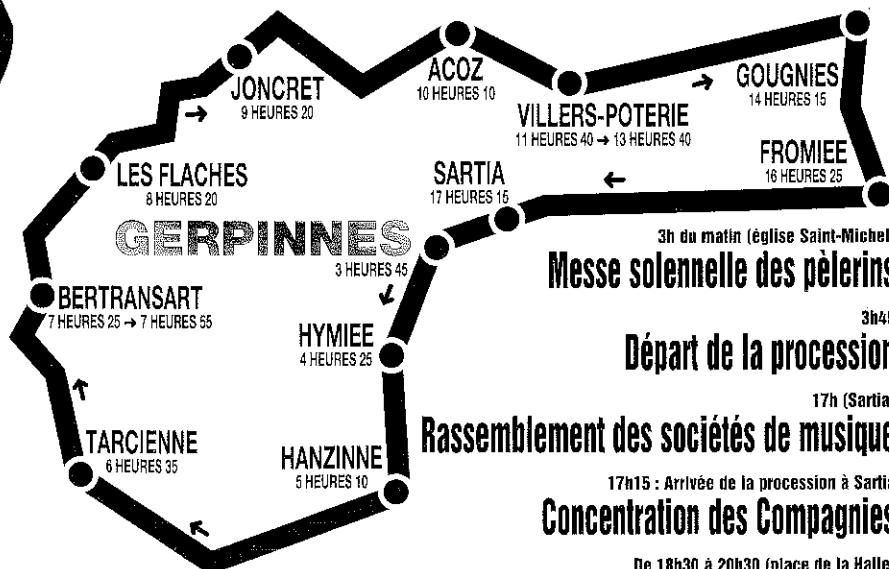 JONCRET
9 HEURES 20
ACOZ
10 HEURES 10
VILLERS-POTERIE
11 HEURES 40 → 13 HEURES 40
GOUGNIES
14 HEURES 15
FROMIEE
16 HEURES 25
SARTIA
17 HEURES 15
LES FLACHES
8 HEURES 20
GERPINNES
3 HEURES 45
BERTRANSART
7 HEURES 25 → 7 HEURES 55
HYMIEE
4 HEURES 25
TARCIENNE
6 HEURES 35
HANZINNE
5 HEURES 10
3h du matin (église Saint-Michel
Messe solennelle des pèlerins
3h4
Départ de la procession
17h (Sartia
Rassemblement des sociétés de musique
17h15 : Arrivée de la procession à Sartia
Concentration des Compagnies
De 18h30 à 20h30 (place de la Halle